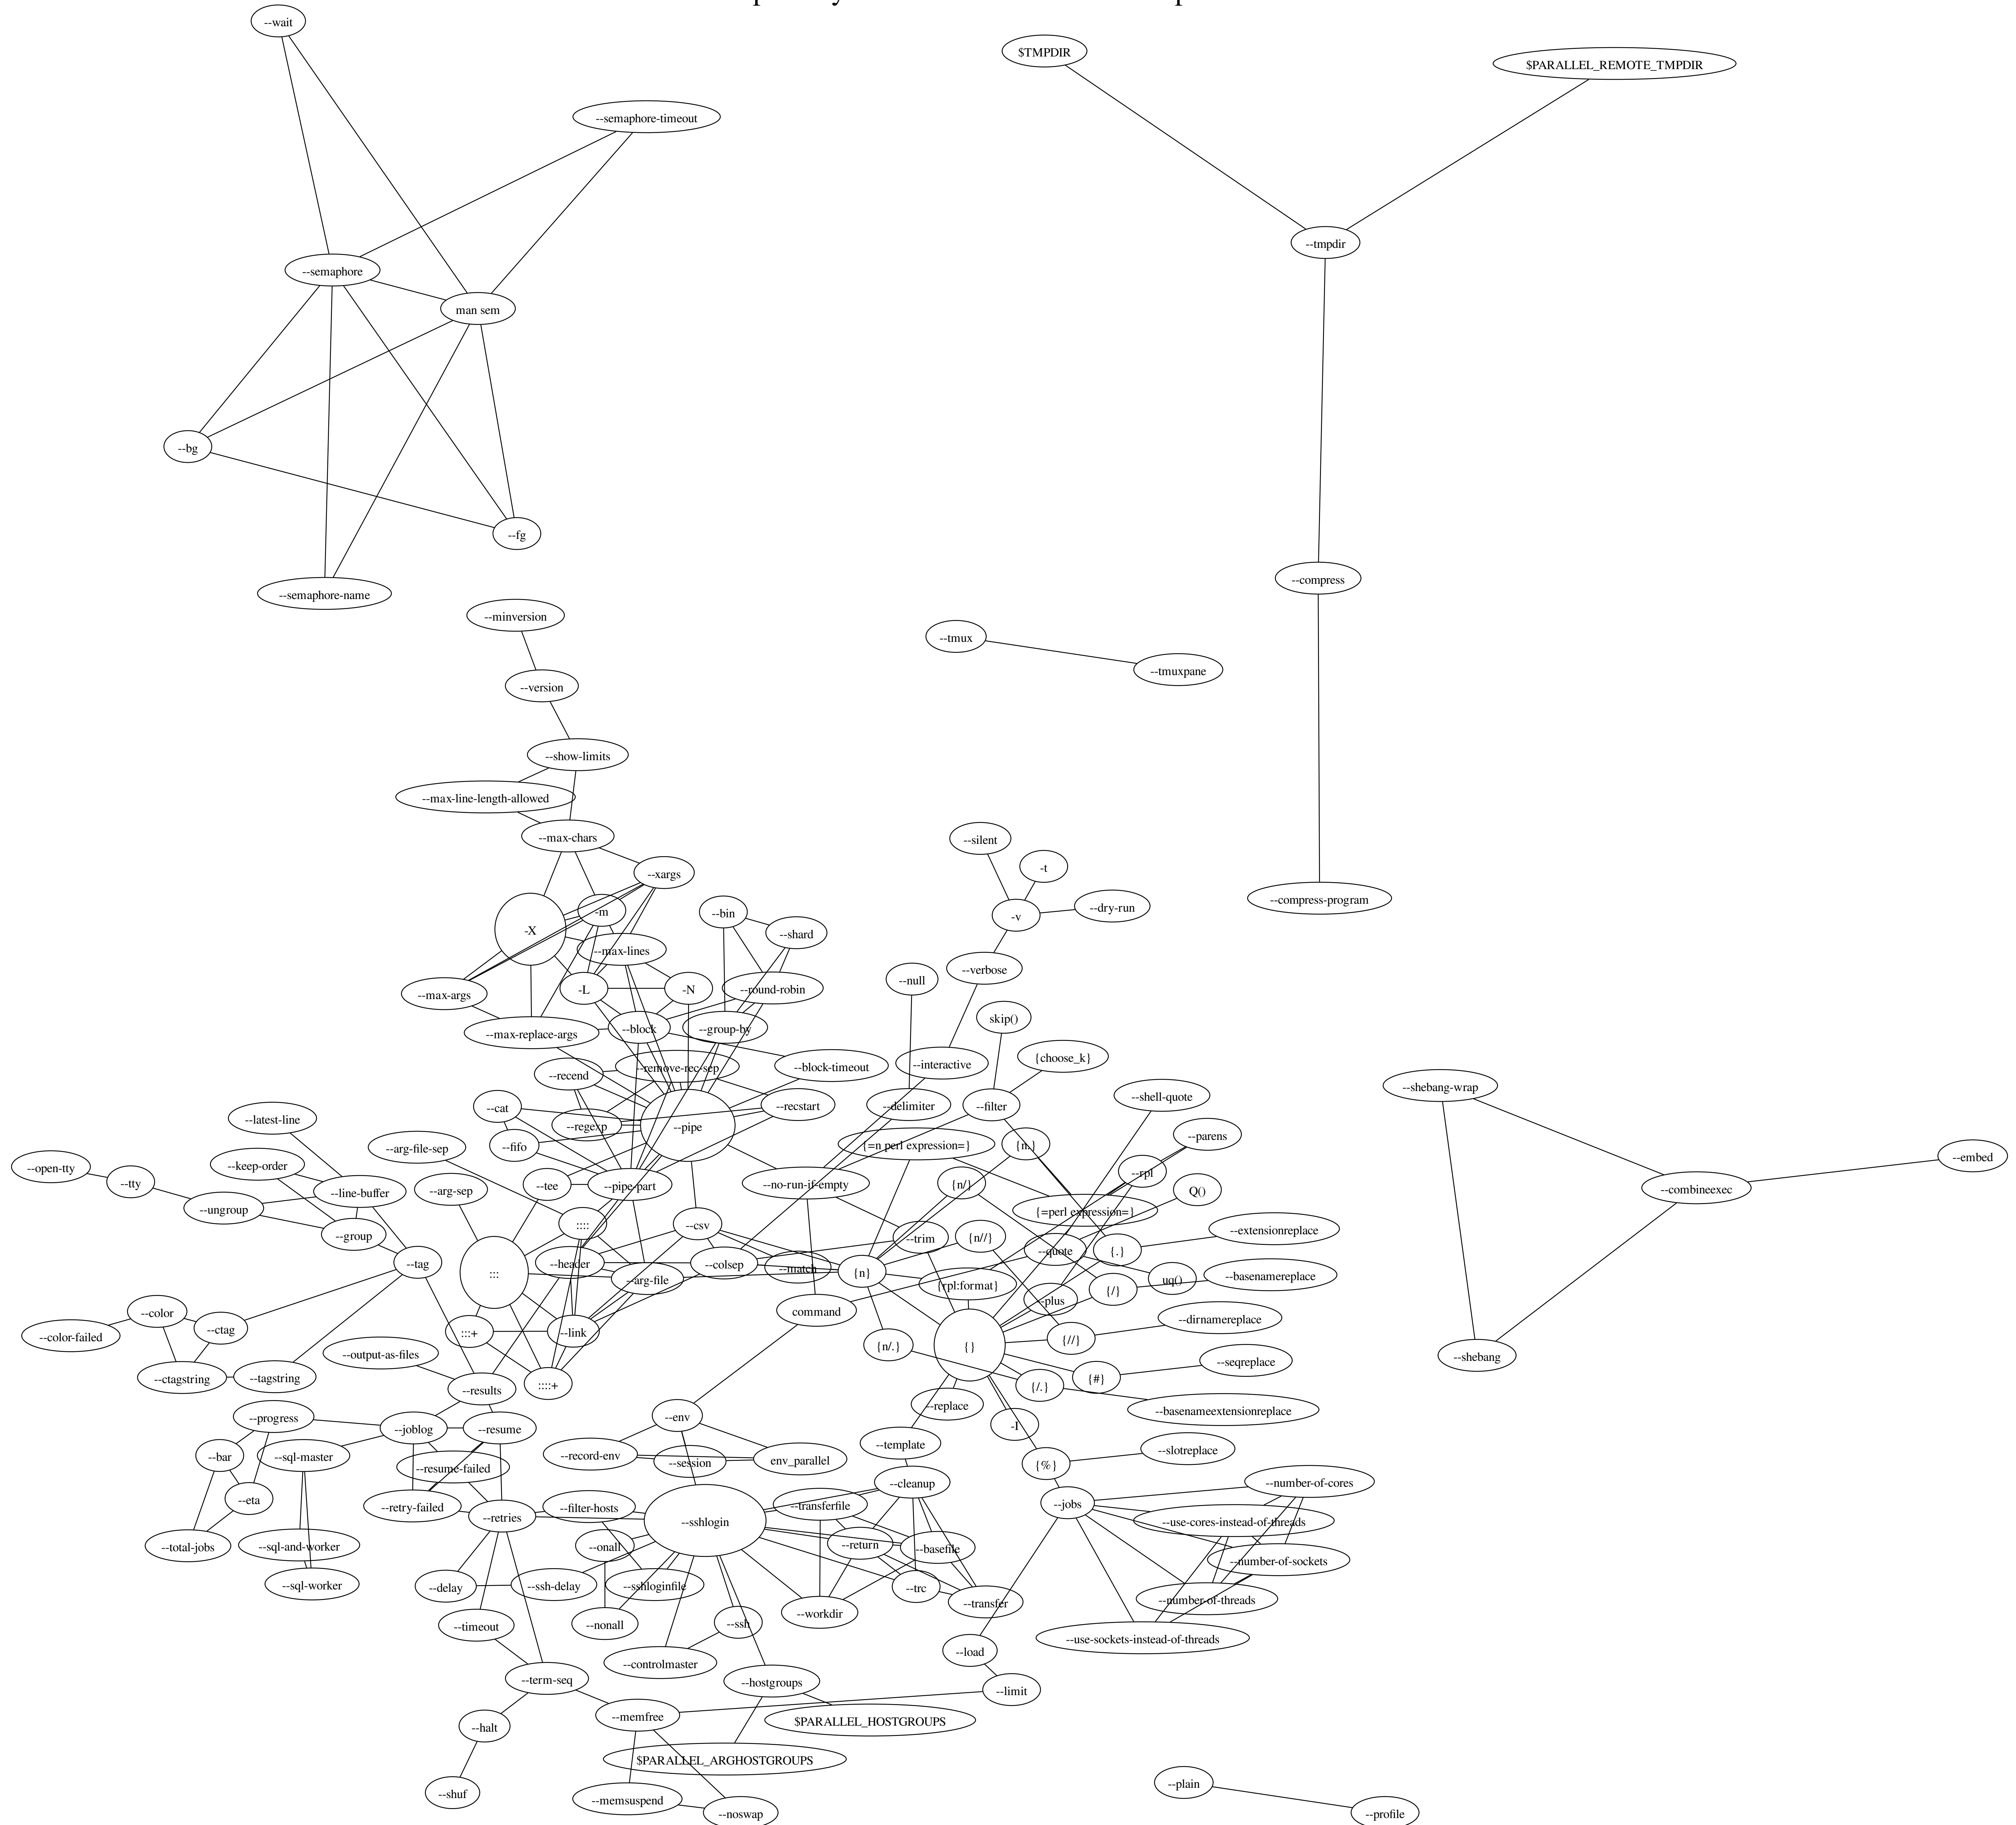 --wait
$TMPDIR
$PARALLEL_REMOTE_TMPDIR
--semaphore-timeout
--tmpdir
--semaphore
man sem
--bg
--fg
--compress
--semaphore-name
--minversion
--tmux
--tmuxpane
--version
--show-limits
--max-line-length-allowed
--max-chars
--silent
-t
--xargs
--compress-program
--dry-run
-m
--bin
-v
-X
--shard
--max-lines
--verbose
--null
--max-args
-L
-N
--round-robin
skip()
--max-replace-args
--block
--group-by
{choose_k}
--interactive
--remove-rec-sep
--block-timeout
--recend
--shebang-wrap
--shell-quote
--cat
--recstart
--delimiter
--filter
--latest-line
--regexp
--pipe
--parens
--fifo
--arg-file-sep
{=n perl expression=}
{n.}
--embed
--open-tty
--keep-order
--rpl
--tty
--arg-sep
--tee
--pipe-part
--no-run-if-empty
{n/}
Q()
--combineexec
--line-buffer
--ungroup
{=perl expression=}
::::
--csv
--extensionreplace
--group
--trim
{n//}
--quote
{.}
--tag
:::
--header
--colsep
--match
{n}
--arg-file
{rpl:format}
uq()
--basenamereplace
{/}
--plus
--color
command
--dirnamereplace
--color-failed
--ctag
:::+
--link
{n/.}
{}
{//}
--output-as-files
--shebang
--seqreplace
--ctagstring
--tagstring
--results
::::+
{/.}
{#}
--replace
--basenameextensionreplace
--progress
--env
-I
--joblog
--resume
--template
--slotreplace
--bar
--sql-master
--record-env
--session
env_parallel
{%}
--resume-failed
--cleanup
--number-of-cores
--eta
--retry-failed
--filter-hosts
--transferfile
--jobs
--retries
--sshlogin
--use-cores-instead-of-threads
--total-jobs
--sql-and-worker
--onall
--return
--basefile
--number-of-sockets
--sql-worker
--delay
--ssh-delay
--sshloginfile
--trc
--transfer
--number-of-threads
--workdir
--timeout
--nonall
--ssh
--use-sockets-instead-of-threads
--controlmaster
--load
--term-seq
--hostgroups
--limit
--memfree
$PARALLEL_HOSTGROUPS
--halt
$PARALLEL_ARGHOSTGROUPS
--shuf
--memsuspend
--noswap
--plain
--profile